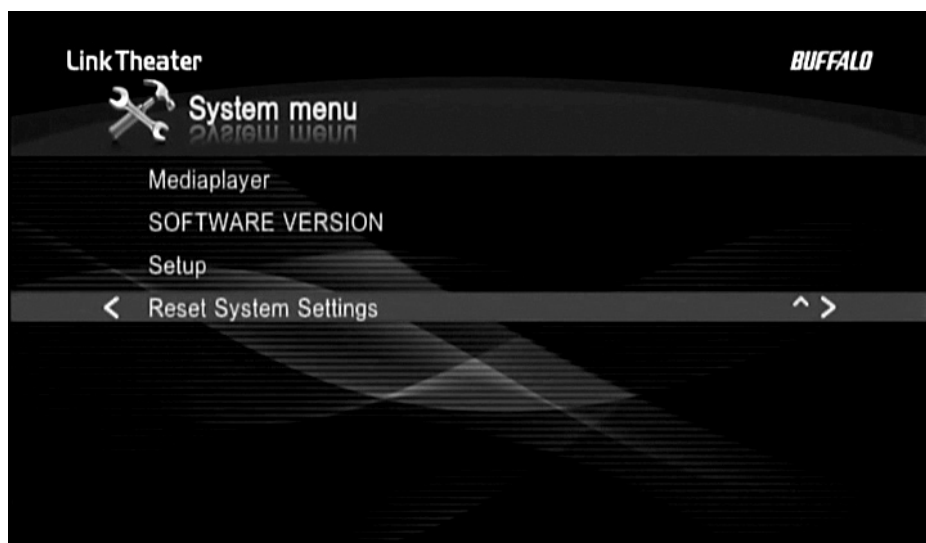 LinkTheater
BUFFALO
System menu
Mediaplayer
SOFTWARE VERSION
Setup
< Reset System Settings ^ >